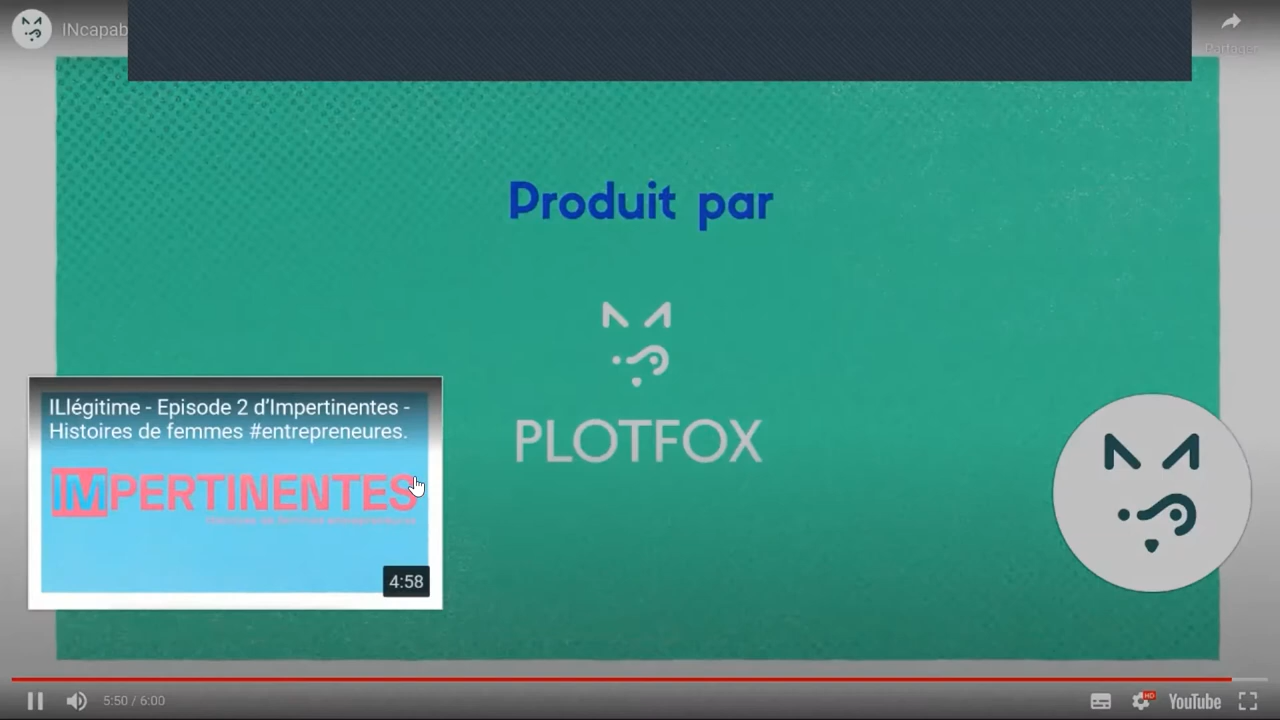 INcapab
Partager
Produit par
PLOTFOX
ILlégitime - Episode 2 d’Impertinentes -
Histoires de femmes #entrepreneures.
IMPERTINENTES
4:58
5:50 / 6:00
HD
YouTube